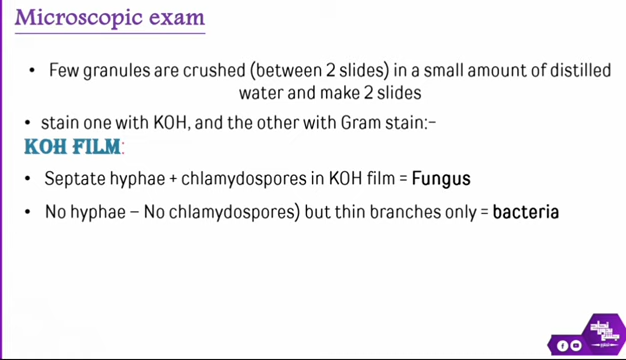 Microscopic exam
• Few granules are crushed (between 2 slides) in a small amount of distilled
water and make 2 slides
• stain one with KOH, and the other with Gram stain:-
KOH FILM:
• Septate hyphae + chlamydospores in KOH film = Fungus
• No hyphae – No chlamydospores) but thin branches only = bacteria